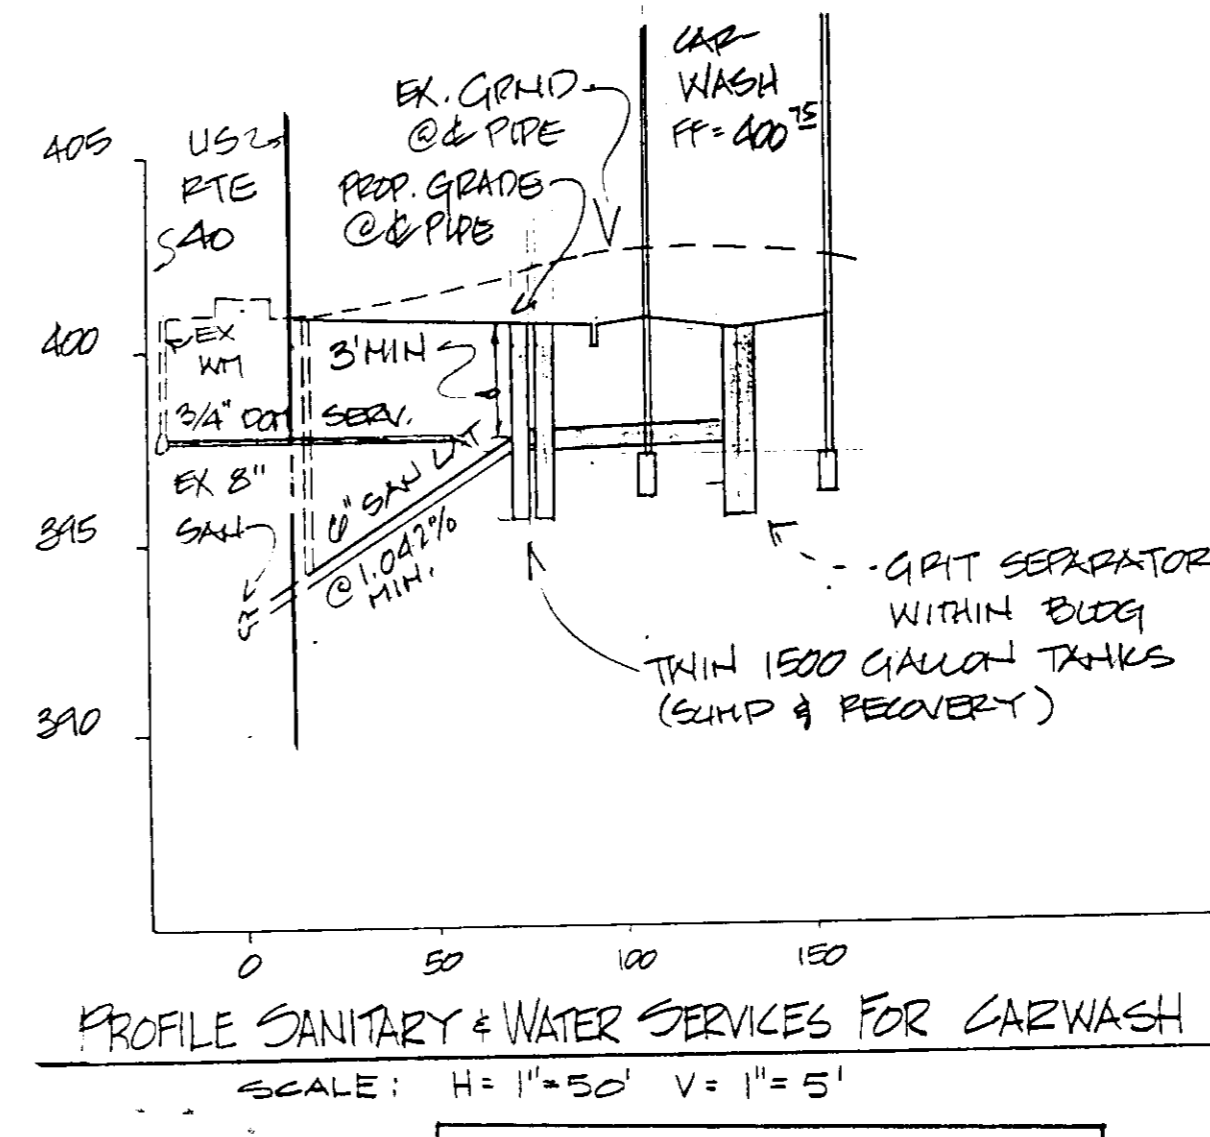 CAR
WASH
FF = 400 75
EX. GRND
@ ℄ PIPE
PROP. GRADE
@ ℄ PIPE
405
US
RTE
40
400
EX
WM
3' MIN
3/4" DOM SERV.
EX 8"
SAN
6" SAN LAT
@ 1.042%
MIN.
395
GRIT SEPARATOR
WITHIN BLDG
TWIN 1500 GALLON TANKS
(SUMP & RECOVERY)
390
0 50 100 150
PROFILE SANITARY & WATER SERVICES FOR CARWASH
SCALE: H = 1"=50' V = 1"=5'